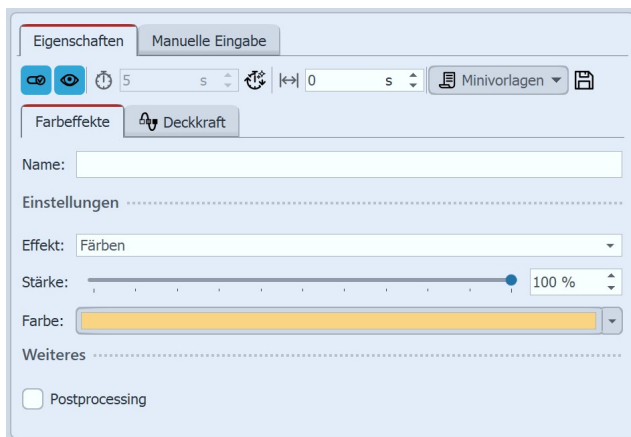 Eigenschaften Manuelle Eingabe
5 s 0 s Minivorlagen
Farbeffekte Deckkraft
Name:
Einstellungen
Effekt: Färben
Stärke: 100 %
Farbe:
Weiteres
Postprocessing